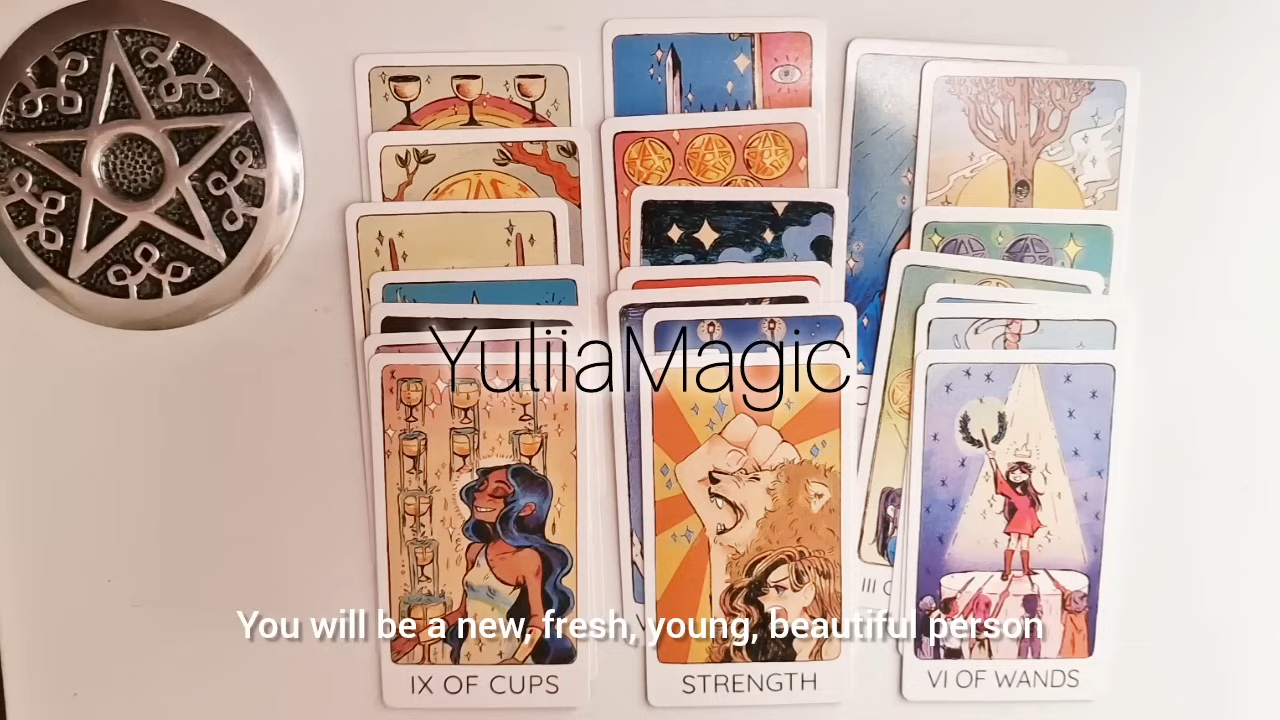 YuliiaMagic
You will be a new, fresh, young, beautiful person
IX OF CUPS
STRENGTH
VI OF WANDS